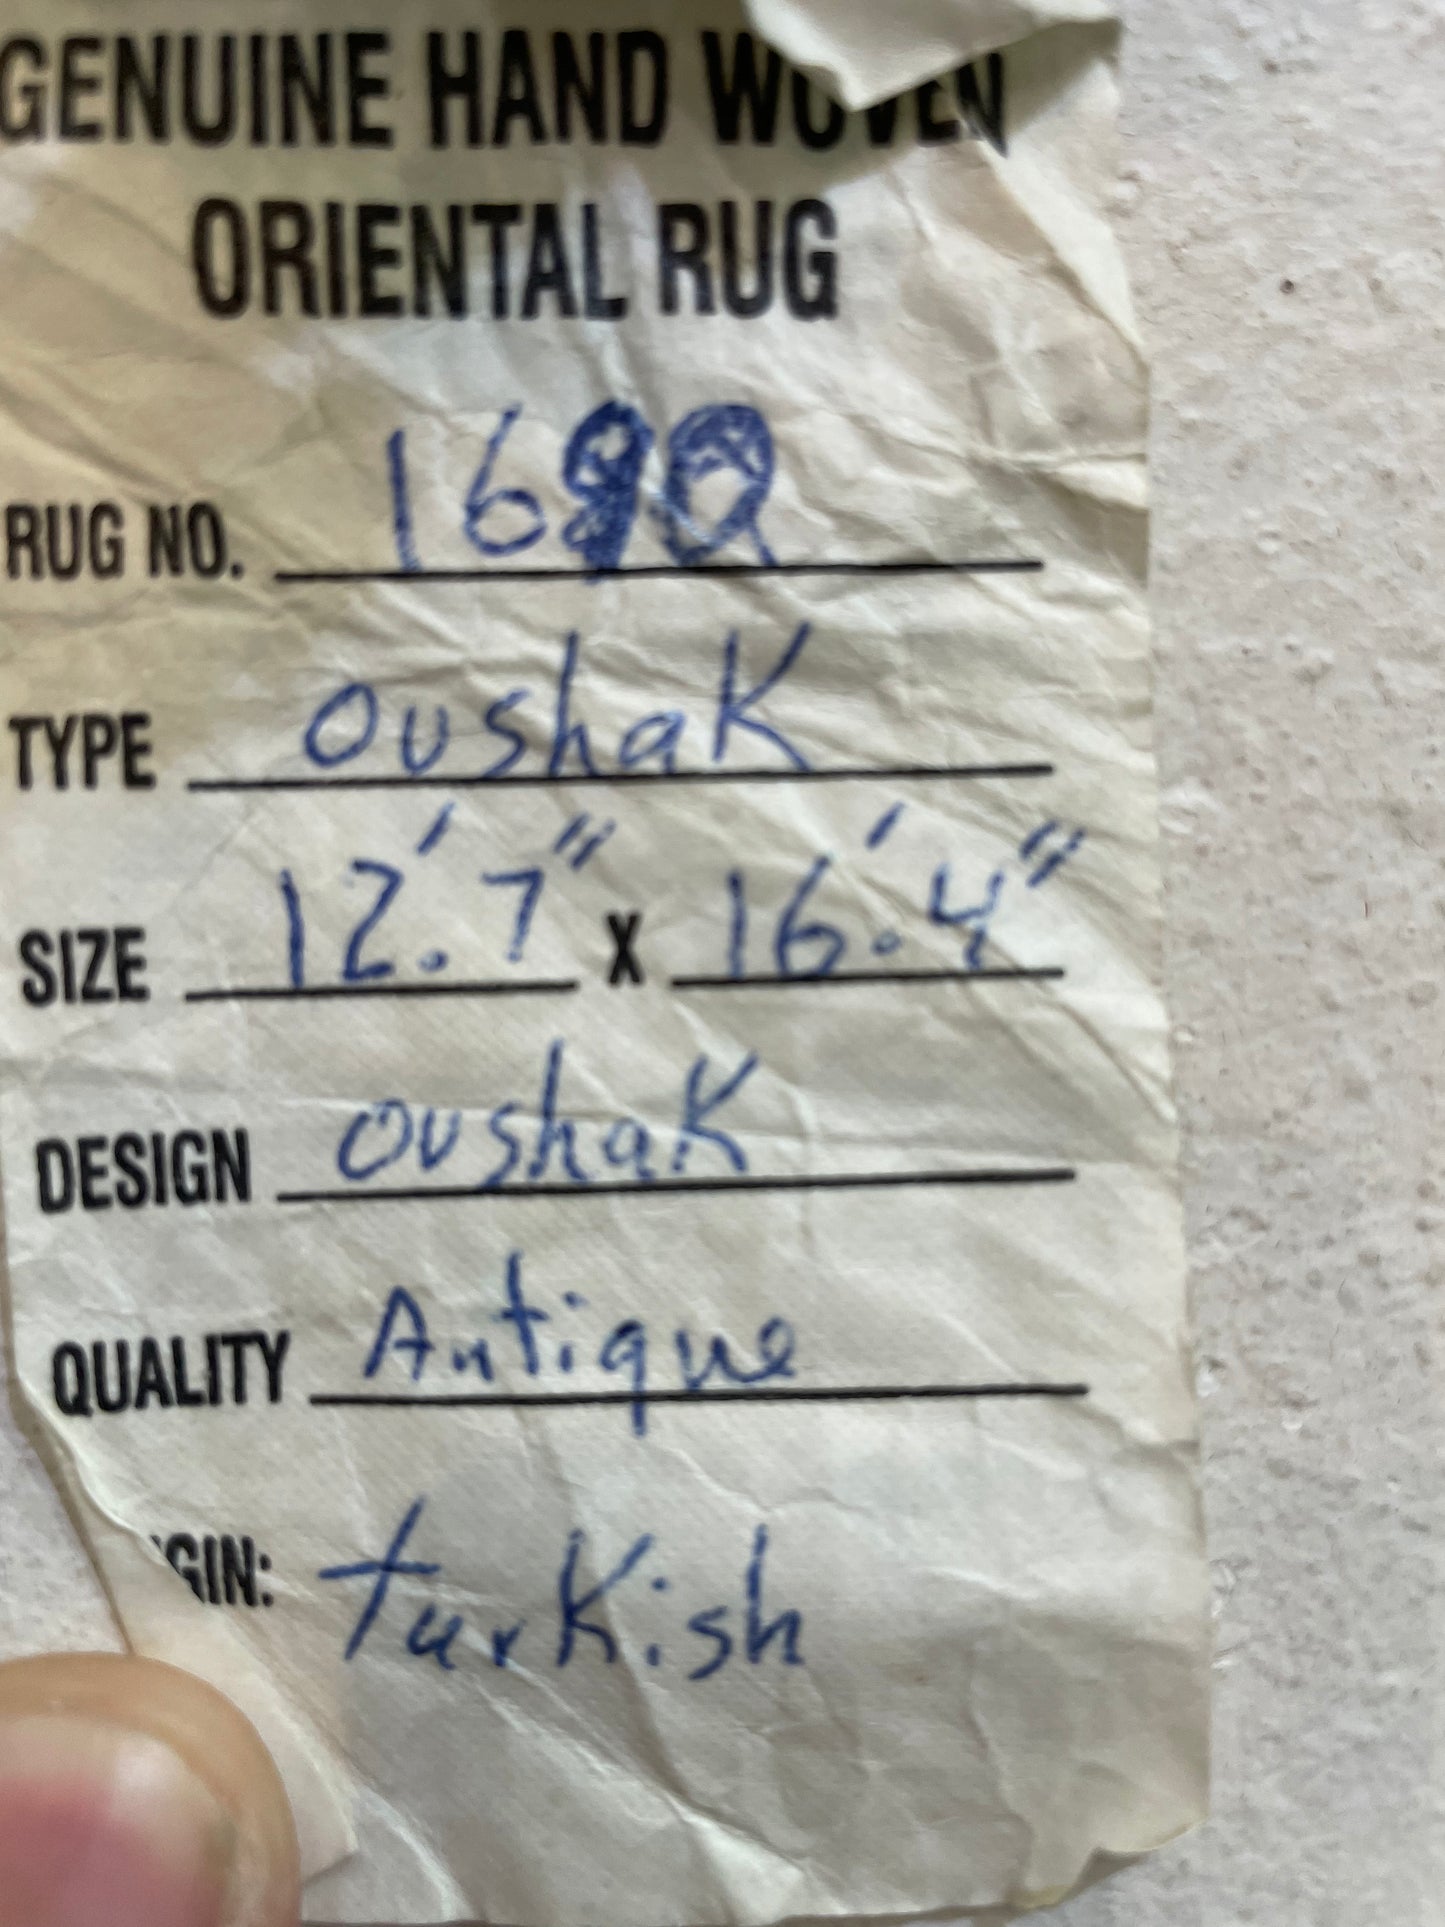 GENUINE HAND WOVEN
ORIENTAL RUG
RUG NO.
TYPE oushak
SIZE 12'.7" x 16'.4"
DESIGN oushak
QUALITY Antique
GIN: turkish